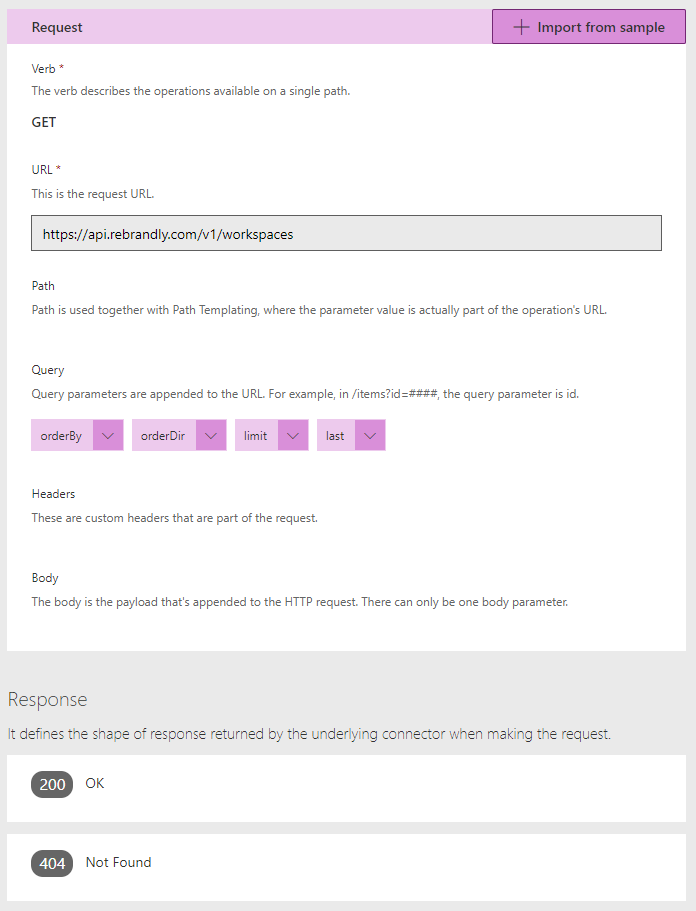 Request
Import from sample
Verb *
The verb describes the operations available on a single path.
GET
URL *
This is the request URL.
https://api.rebrandly.com/v1/workspaces
Path
Path is used together with Path Templating, where the parameter value is actually part of the operation's URL.
Query
Query parameters are appended to the URL. For example, in /items?id=####, the query parameter is id.
orderBy
orderDir
limit
last
Headers
These are custom headers that are part of the request.
Body
The body is the payload that's appended to the HTTP request. There can only be one body parameter.
Response
It defines the shape of response returned by the underlying connector when making the request.
200 OK
404 Not Found